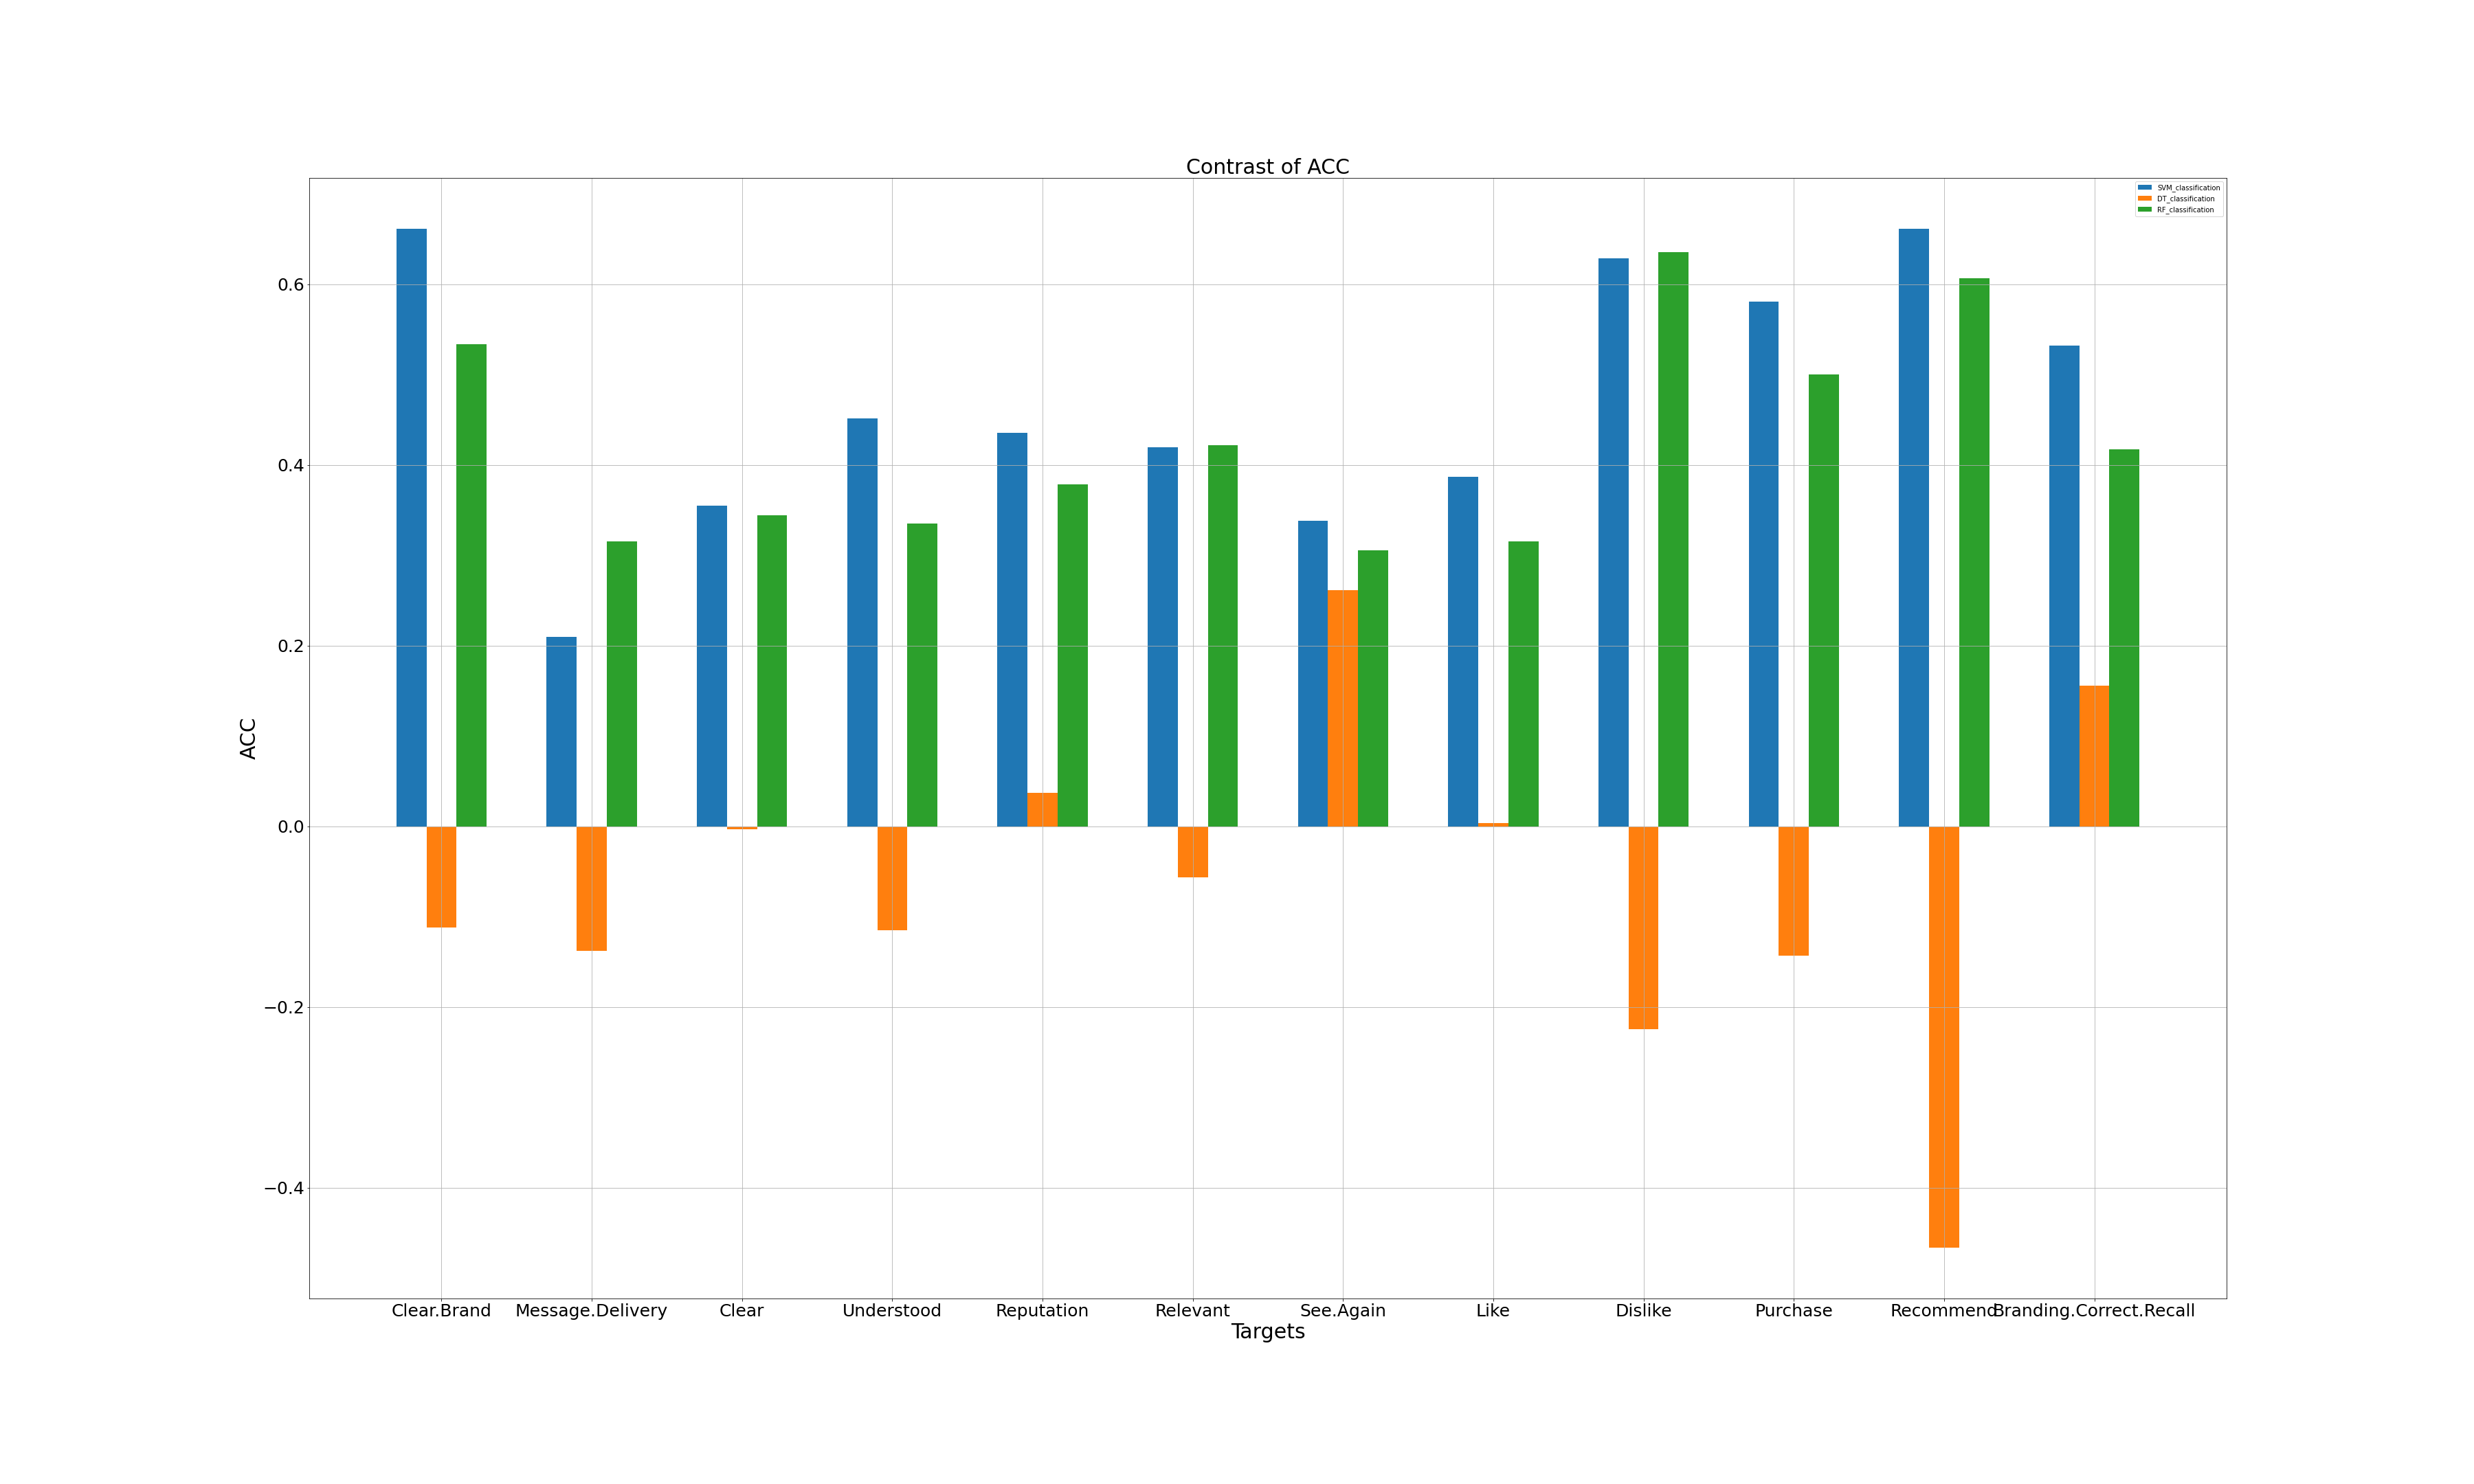 Contrast of ACC
SVM_classification
DT_classification
RF_classification
0.6
0.4
0.2
0.0
−0.2
−0.4
ACC
Clear.Brand Message.Delivery Clear Understood Reputation Relevant See.Again Like Dislike Purchase Recommend Branding.Correct.Recall
Targets